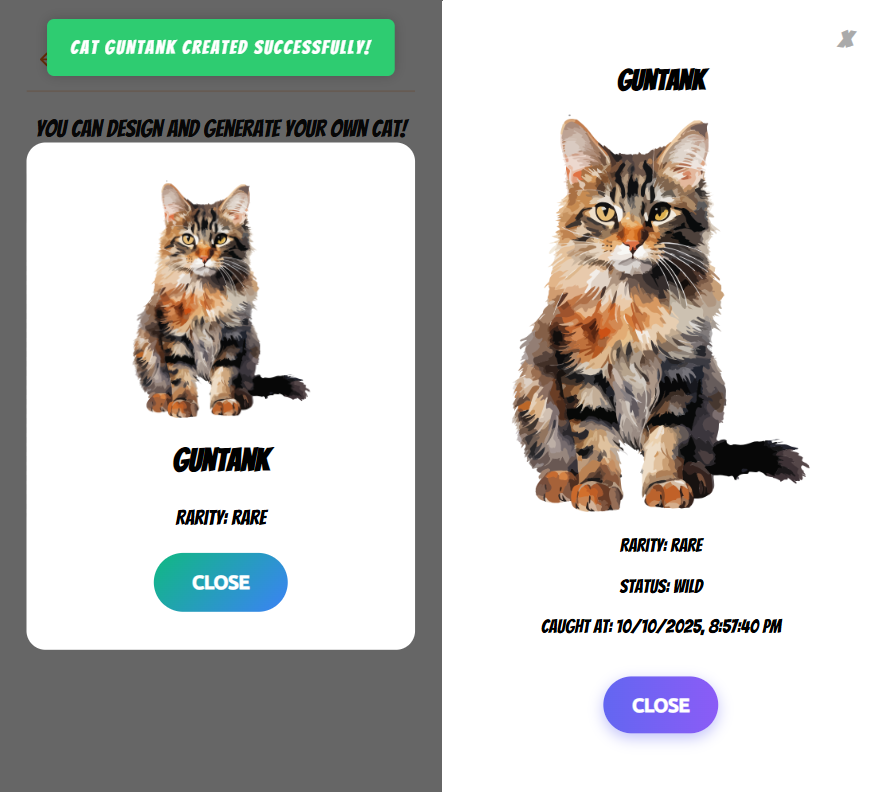 CAT GUNTANK CREATED SUCCESSFULLY!
YOU CAN DESIGN AND GENERATE YOUR OWN CAT!
GUNTANK
RARITY: RARE
CLOSE
X
GUNTANK
RARITY: RARE
STATUS: WILD
CAUGHT AT: 10/10/2025, 8:57:40 PM
CLOSE